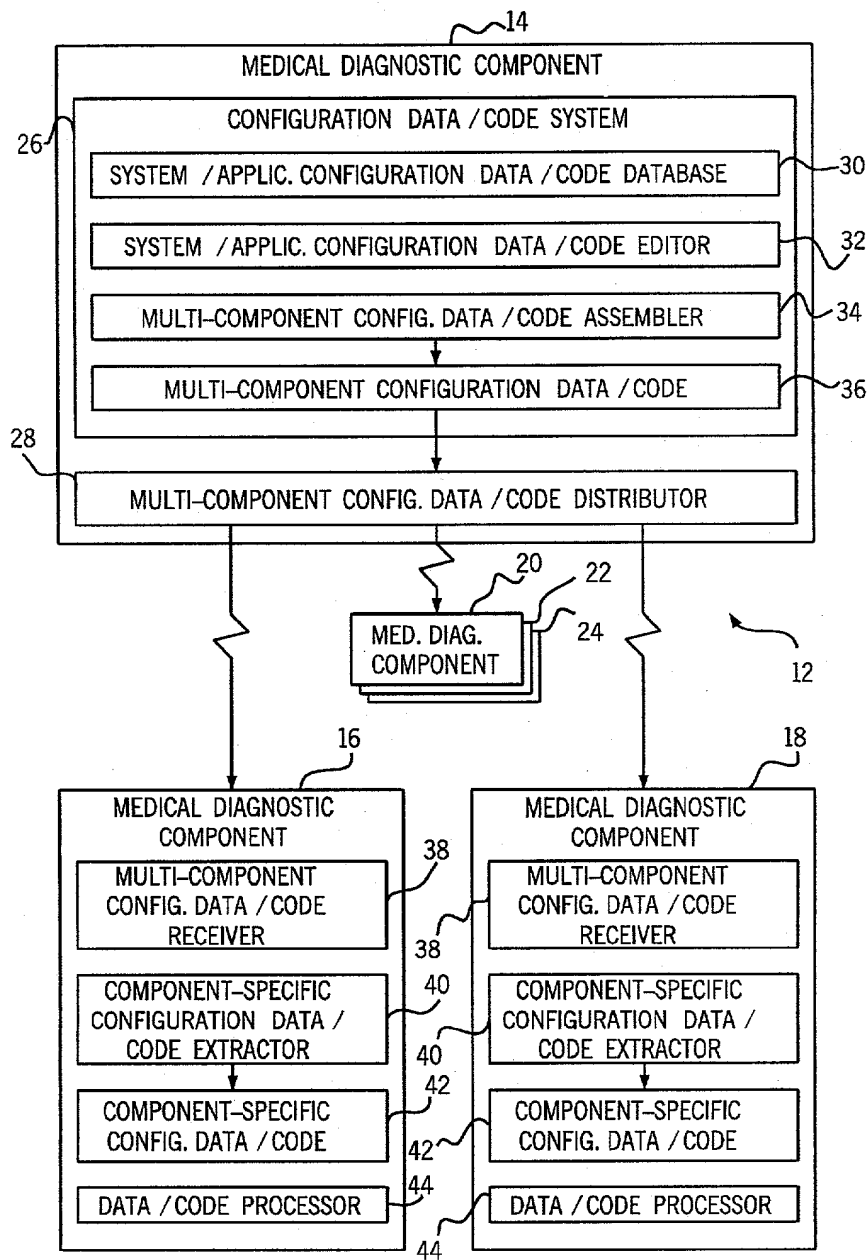 14
MEDICAL DIAGNOSTIC COMPONENT
26
CONFIGURATION DATA / CODE SYSTEM
SYSTEM / APPLIC. CONFIGURATION DATA / CODE DATABASE
30
SYSTEM / APPLIC. CONFIGURATION DATA / CODE EDITOR
32
MULTI-COMPONENT CONFIG. DATA / CODE ASSEMBLER
34
MULTI-COMPONENT CONFIGURATION DATA / CODE
36
28
MULTI-COMPONENT CONFIG. DATA / CODE DISTRIBUTOR
20
22
24
MED. DIAG.
COMPONENT
12
16
MEDICAL DIAGNOSTIC
COMPONENT
MULTI-COMPONENT
CONFIG. DATA / CODE
RECEIVER
38
COMPONENT-SPECIFIC
CONFIGURATION DATA /
CODE EXTRACTOR
40
COMPONENT-SPECIFIC
CONFIG. DATA / CODE
42
DATA / CODE PROCESSOR
44
18
MEDICAL DIAGNOSTIC
COMPONENT
MULTI-COMPONENT
CONFIG. DATA / CODE
RECEIVER
38
COMPONENT-SPECIFIC
CONFIGURATION DATA /
CODE EXTRACTOR
40
COMPONENT-SPECIFIC
CONFIG. DATA / CODE
42
DATA / CODE PROCESSOR
44